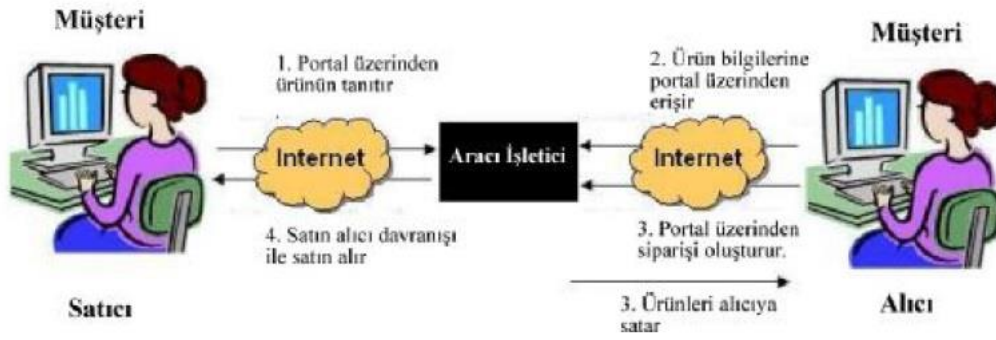 Müşteri
Müşteri
1. Portal üzerinden
ürünün tanıtır
2. Ürün bilgilerine
portal üzerinden
erişir
Internet
Aracı İşletici
Internet
4. Satın alıcı davranışı
ile satın alır
3. Portal üzerinden
siparişi oluşturur.
Satıcı
3. Ürünleri alıcıya
satar
Alıcı